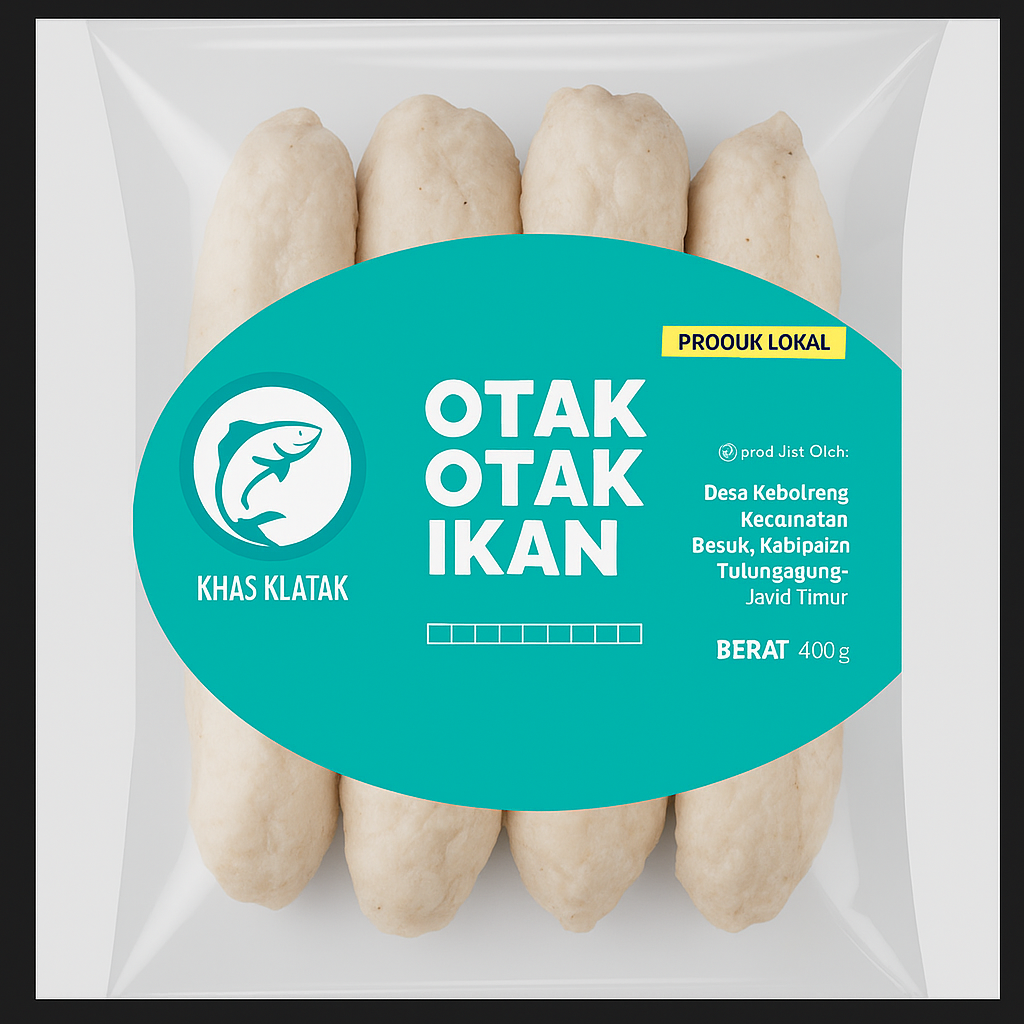 PROOUK LOKAL
OTAK
OTAK
IKAN
KHAS KLATAK
prod Jist Olch:
Desa Kebolreng
Kecaınatan
Besuk, Kabipaizn
Tulungagung-
Javid Timur
BERAT 400 g